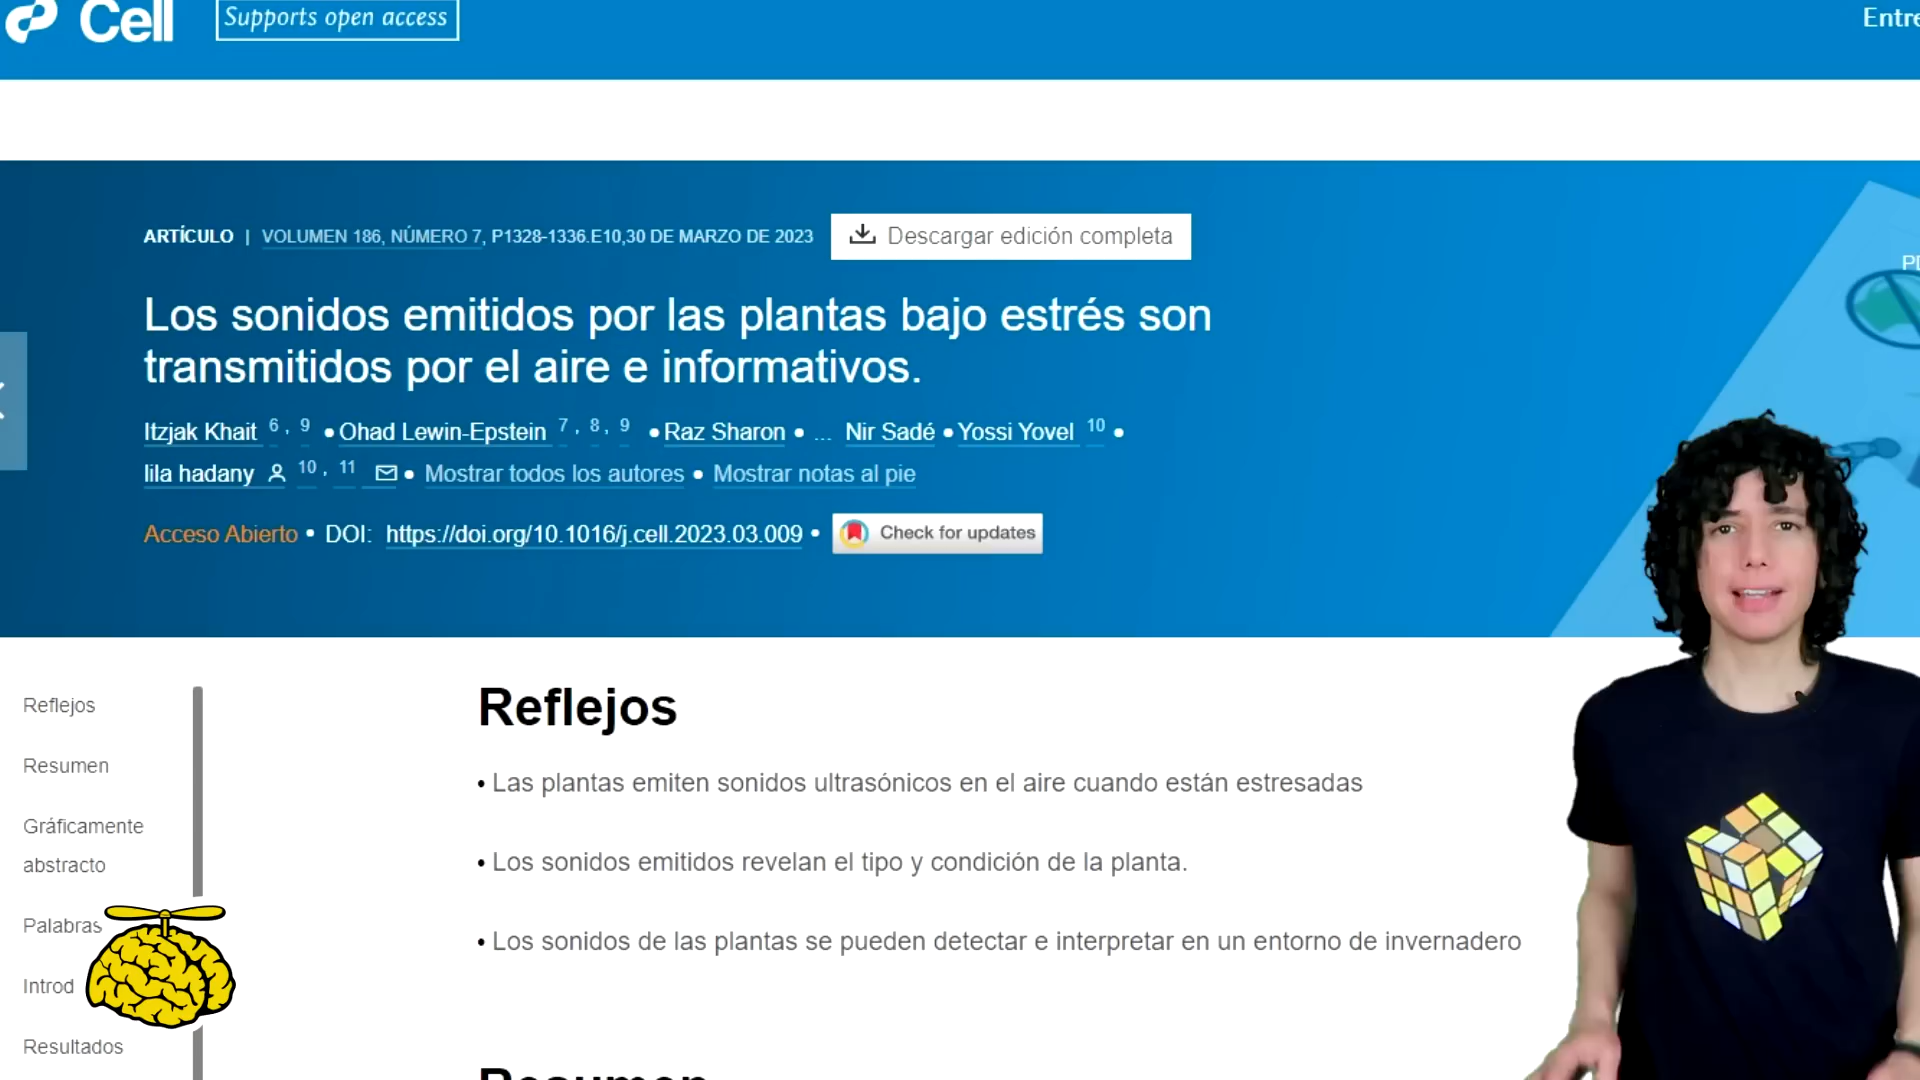 Cell
Supports open access
ARTÍCULO | VOLUMEN 186, NÚMERO 7, P1328-1336.E10,30 DE MARZO DE 2023
Descargar edición completa
Los sonidos emitidos por las plantas bajo estrés son
transmitidos por el aire e informativos.
Itzjak Khait 6, 9 • Ohad Lewin-Epstein 7, 8, 9 • Raz Sharon • ... Nir Sadé • Yossi Yovel 10 •
lila hadany 10, 11 • Mostrar todos los autores • Mostrar notas al pie
Acceso Abierto • DOI: https://doi.org/10.1016/j.cell.2023.03.009 • Check for updates
Reflejos
Resumen
Gráficamente
abstracto
Palabras
Introd
Resultados
Reflejos
• Las plantas emiten sonidos ultrasónicos en el aire cuando están estresadas
• Los sonidos emitidos revelan el tipo y condición de la planta.
• Los sonidos de las plantas se pueden detectar e interpretar en un entorno de invernadero
Resumen